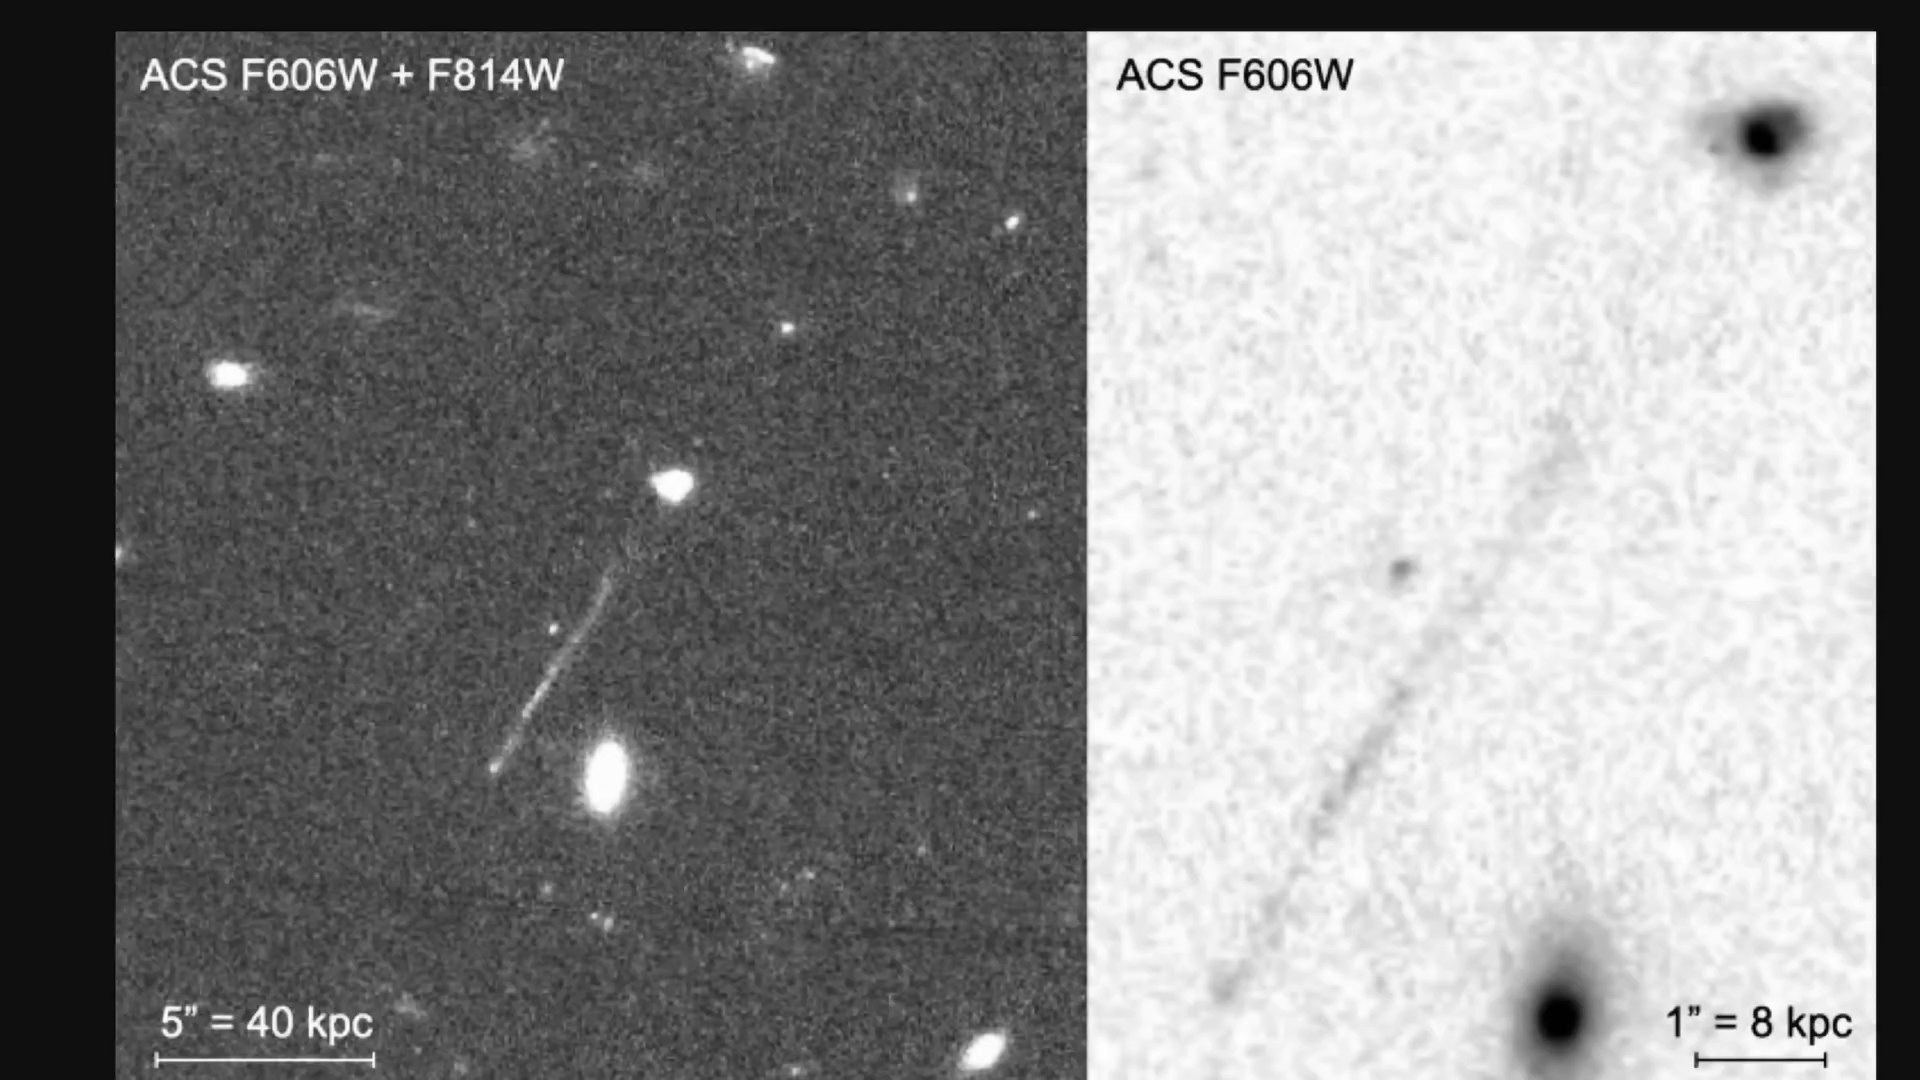 ACS F606W + F814W
ACS F606W
5” = 40 kpc
1” = 8 kpc